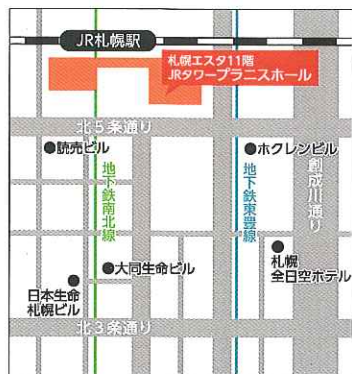 JR札幌駅
札幌エスタ11階
JRタワープラニスホール
北5条通り
読売ビル
ホクレンビル
地下鉄南北線
地下鉄東豊線
創成川通り
札幌
全日空ホテル
大同生命ビル
日本生命
札幌ビル
北3条通り